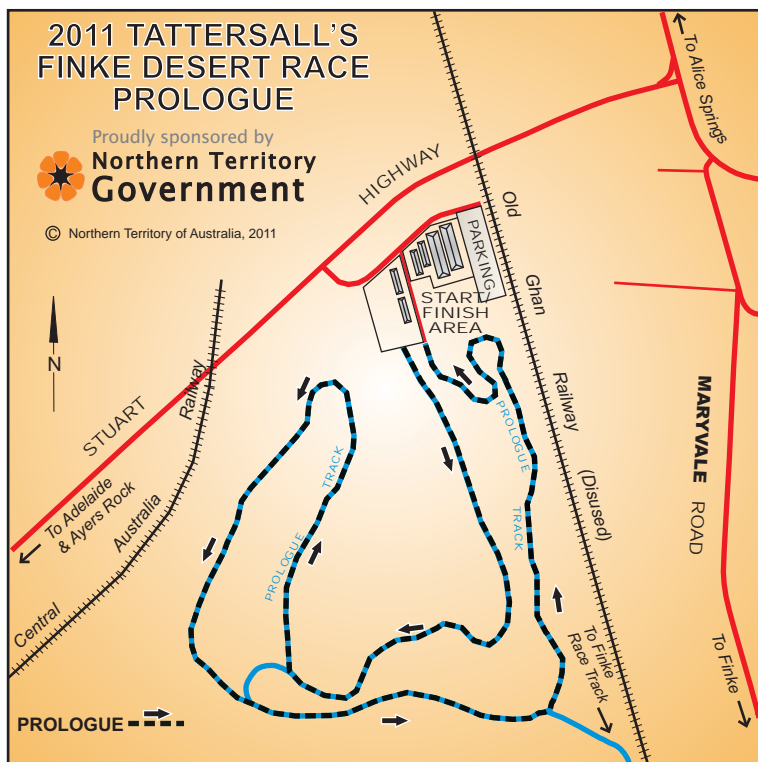 2011 TATTERSALL'S
FINKE DESERT RACE
PROLOGUE
Proudly sponsored by
Northern Territory
Government
© Northern Territory of Australia, 2011
HIGHWAY
To Alice Springs
Old
Ghan
Railway
(Disused)
PARKING
START/
FINISH
AREA
N
Railway
STUART
To Adelaide
& Ayers Rock
Australia
Central
PROLOGUE
TRACK
PROLOGUE
TRACK
MARYVALE
ROAD
To Finke
Race Track
To Finke
PROLOGUE